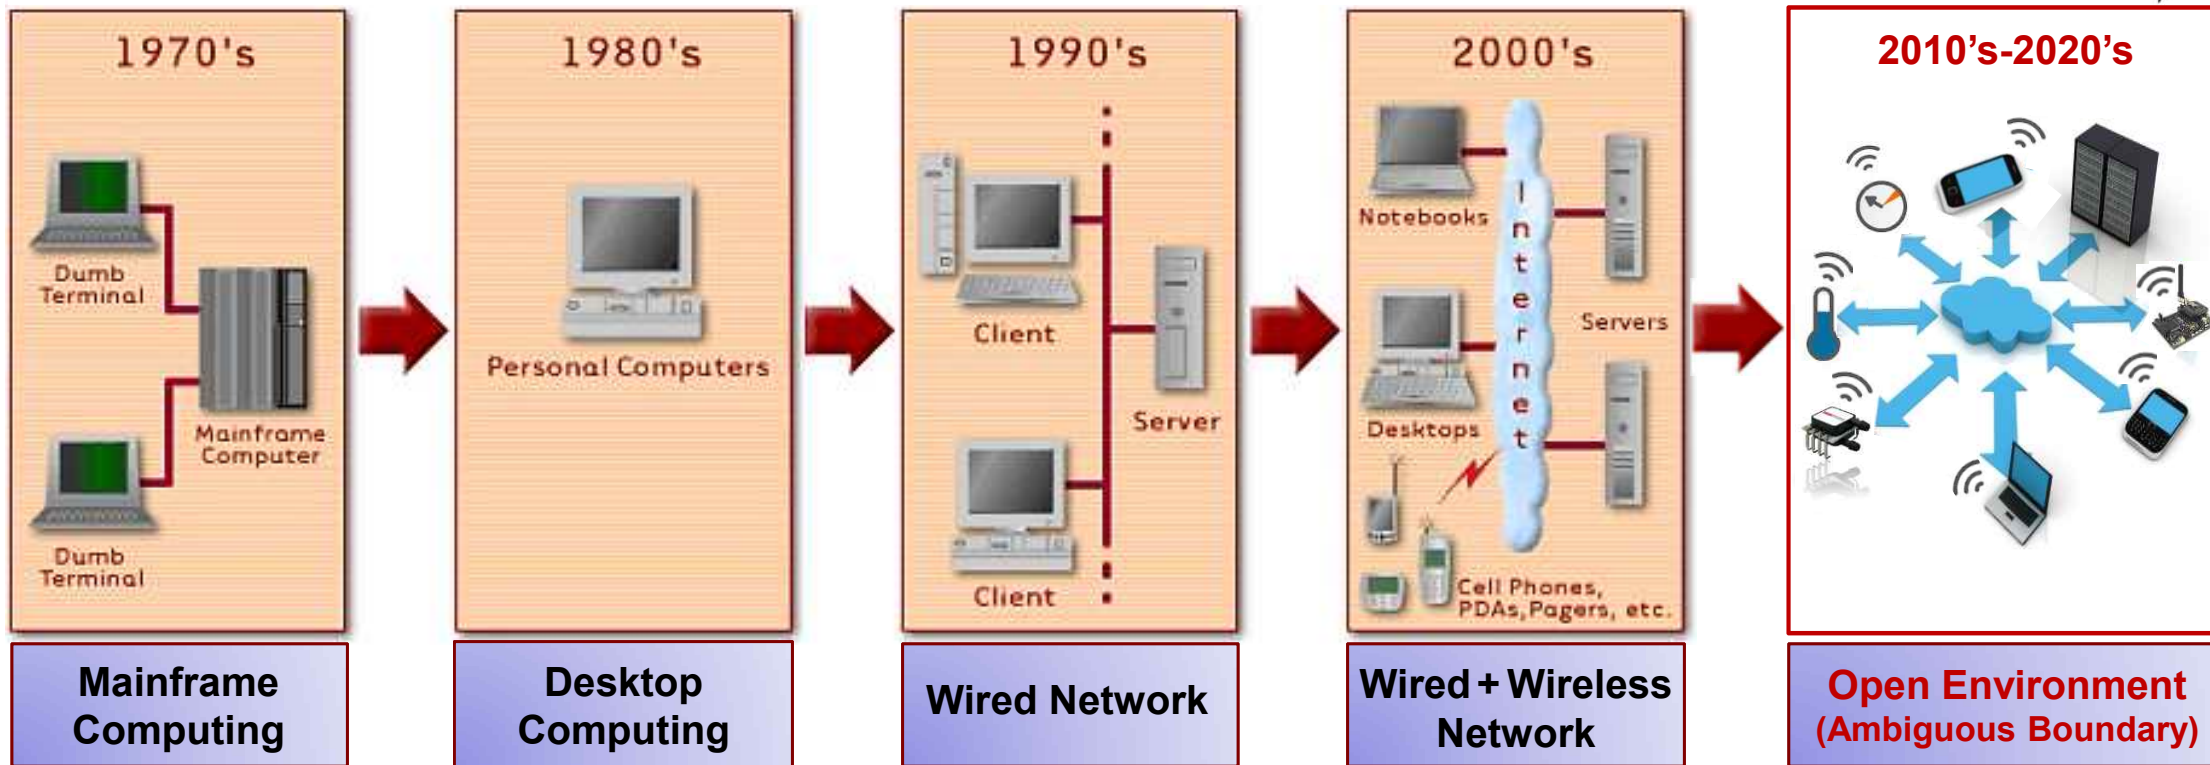 1970's
Dumb
Terminal
Mainframe
Computer
Dumb
Terminal
Mainframe
Computing
1980's
Personal Computers
Desktop
Computing
1990's
Client
Server
Client
Wired Network
2000's
Notebooks
Internet
Servers
Desktops
Cell Phones,
PDAs, Pagers, etc.
Wired + Wireless
Network
2010's-2020's
Open Environment
(Ambiguous Boundary)